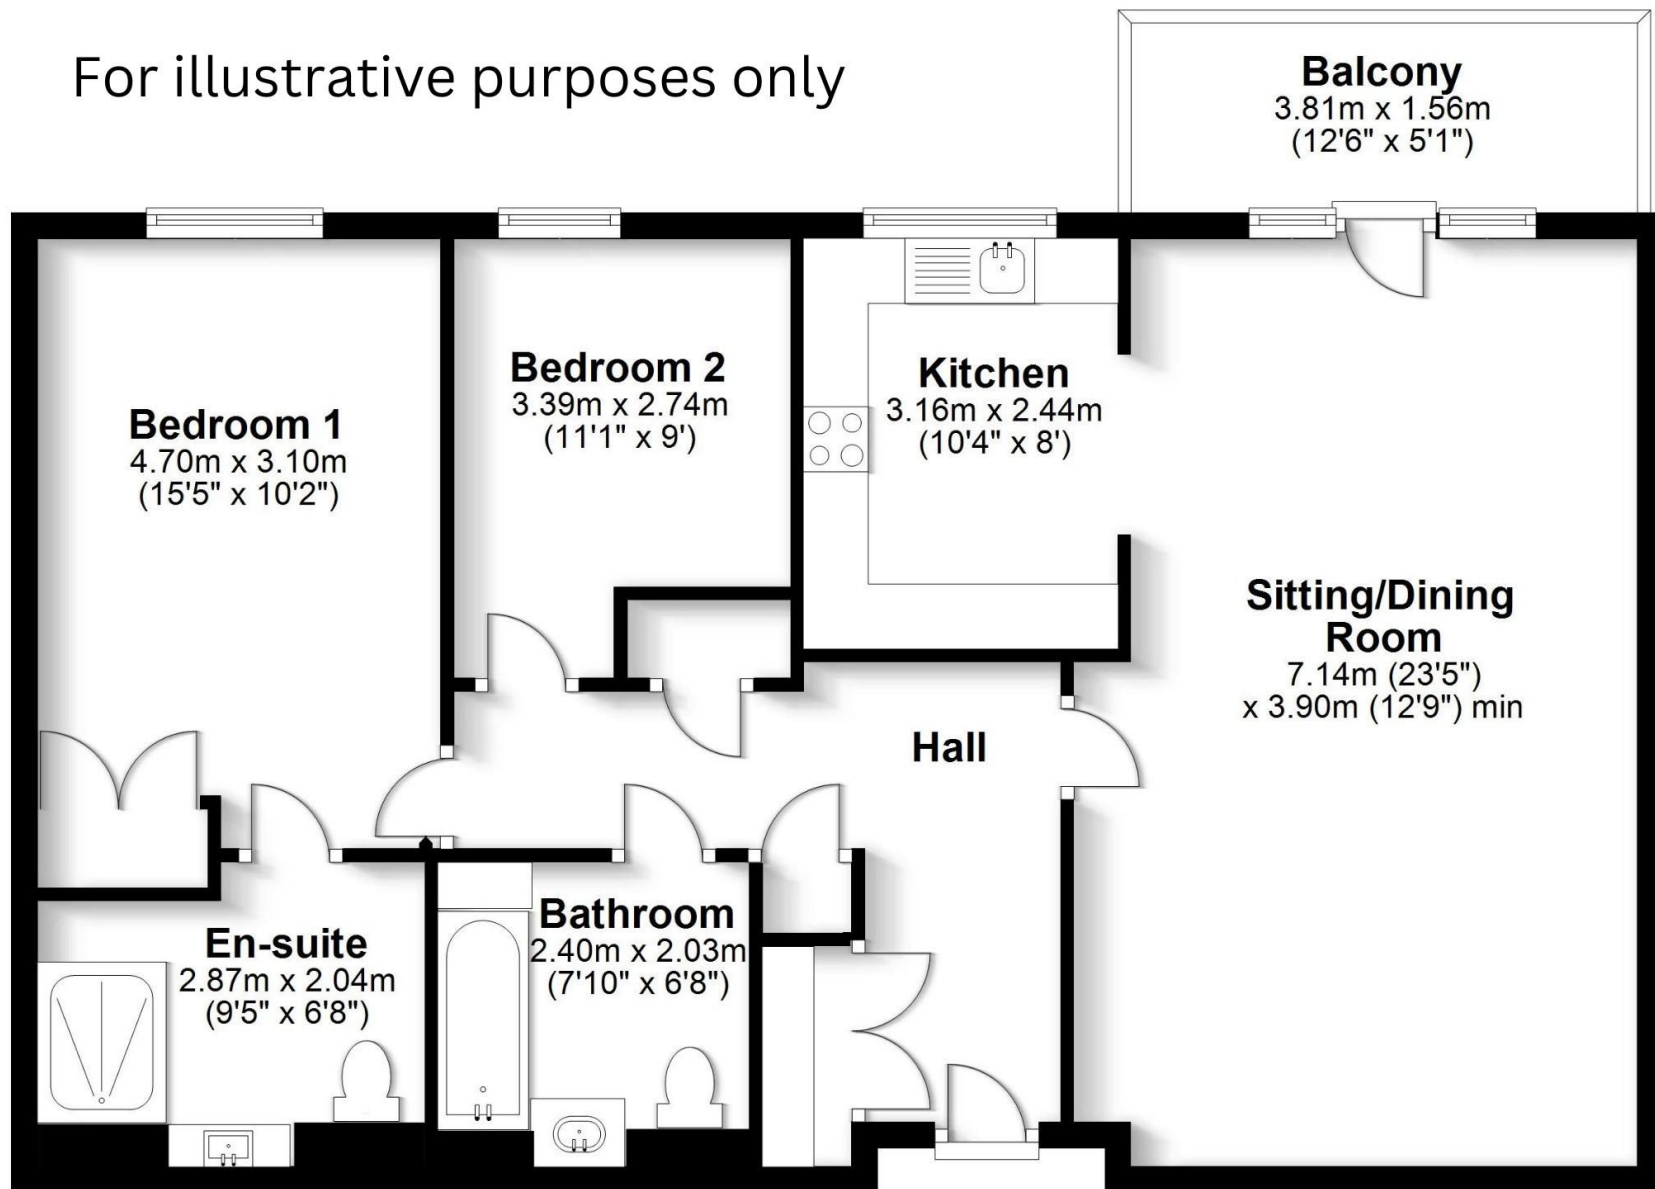 For illustrative purposes only
Balcony
3.81m x 1.56m
(12'6" x 5'1")
Bedroom 1
4.70m x 3.10m
(15'5" x 10'2")
Bedroom 2
3.39m x 2.74m
(11'1" x 9')
Kitchen
3.16m x 2.44m
(10'4" x 8')
Sitting/Dining
Room
7.14m (23'5")
x 3.90m (12'9") min
Hall
En-suite
2.87m x 2.04m
(9'5" x 6'8")
Bathroom
2.40m x 2.03m
(7'10" x 6'8")